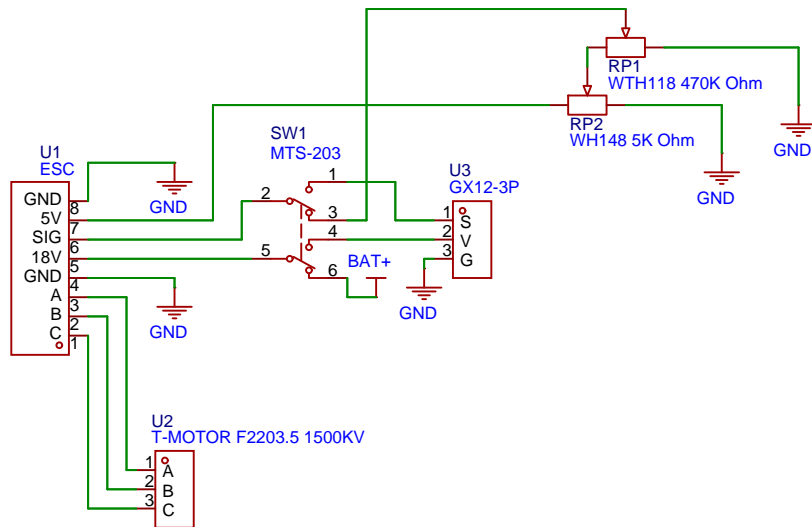 RP1
WTH118 470K Ohm
GND
RP2
WH148 5K Ohm
GND
SW1
MTS-203
1
2
3
4
5
6
BAT+
U3
GX12-3P
1 S
2 V
3 G
GND
U1
ESC
GND 8
5V 7
SIG 6
18V 5
GND 4
A 3
B 2
C 1
GND
GND
U2
T-MOTOR F2203.5 1500KV
1 A
2 B
3 C